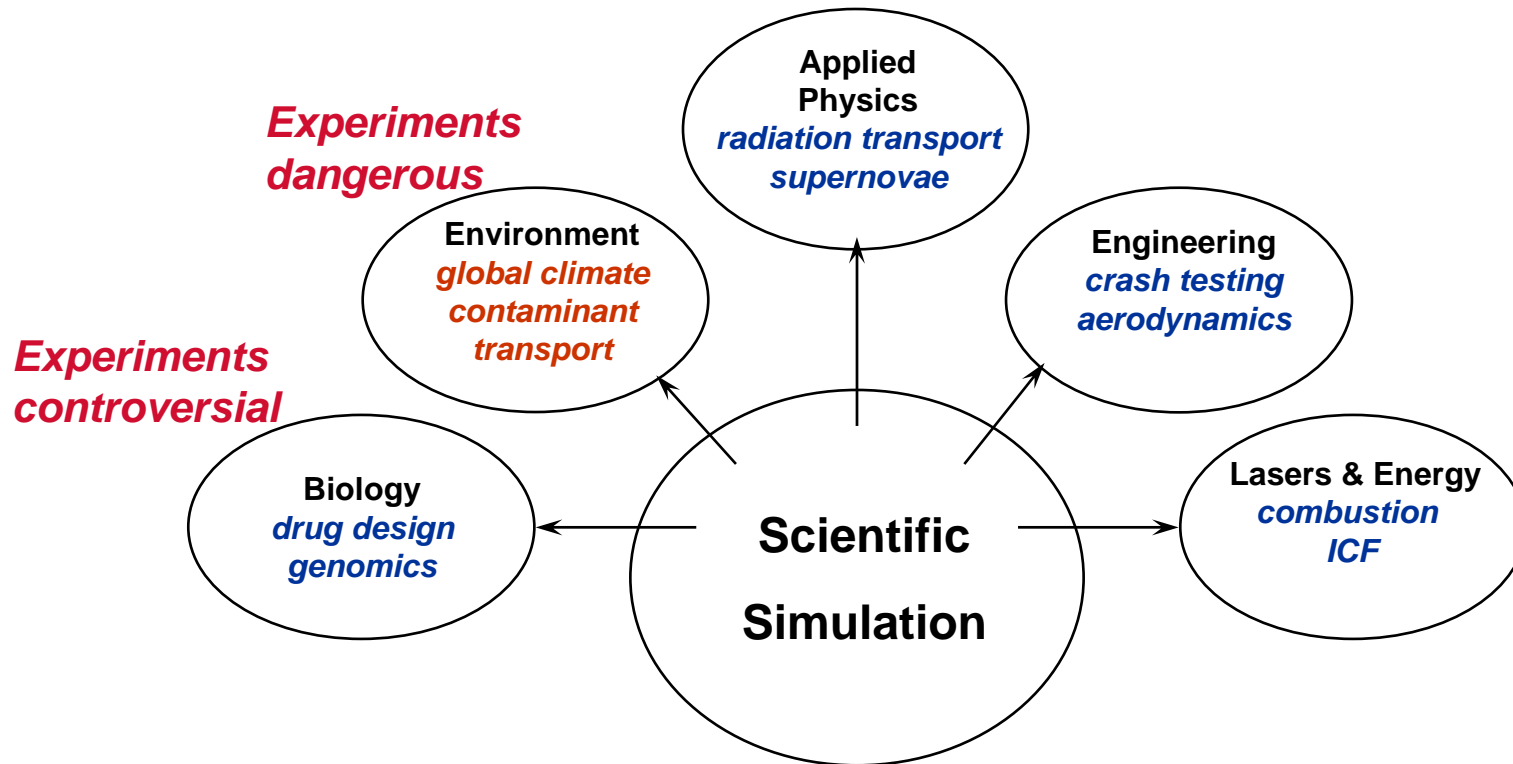 Applied
Physics
radiation transport
supernovae
Experiments
dangerous
Environment
global climate
contaminant
transport
Engineering
crash testing
aerodynamics
Experiments
controversial
Biology
drug design
genomics
Lasers & Energy
combustion
ICF
Scientific
Simulation